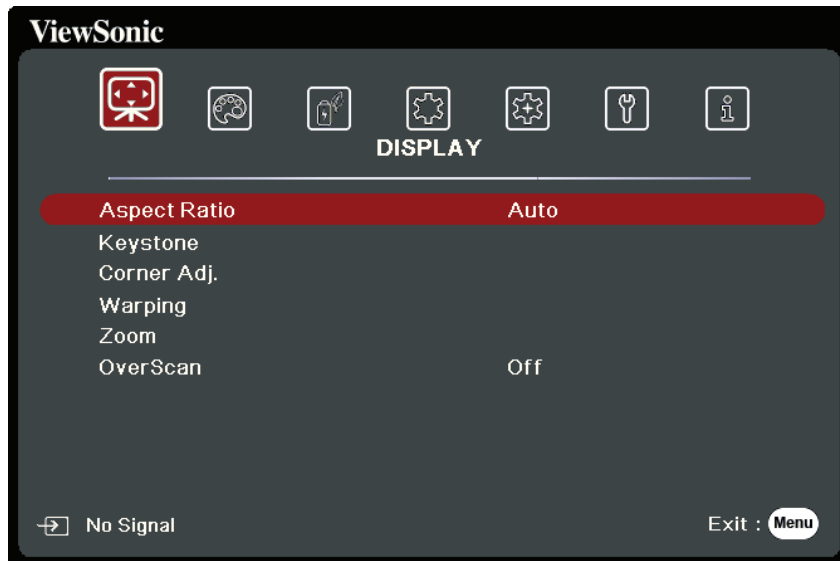 ViewSonic
DISPLAY
Aspect Ratio Auto
Keystone
Corner Adj.
Warping
Zoom
OverScan Off
No Signal
Exit : Menu